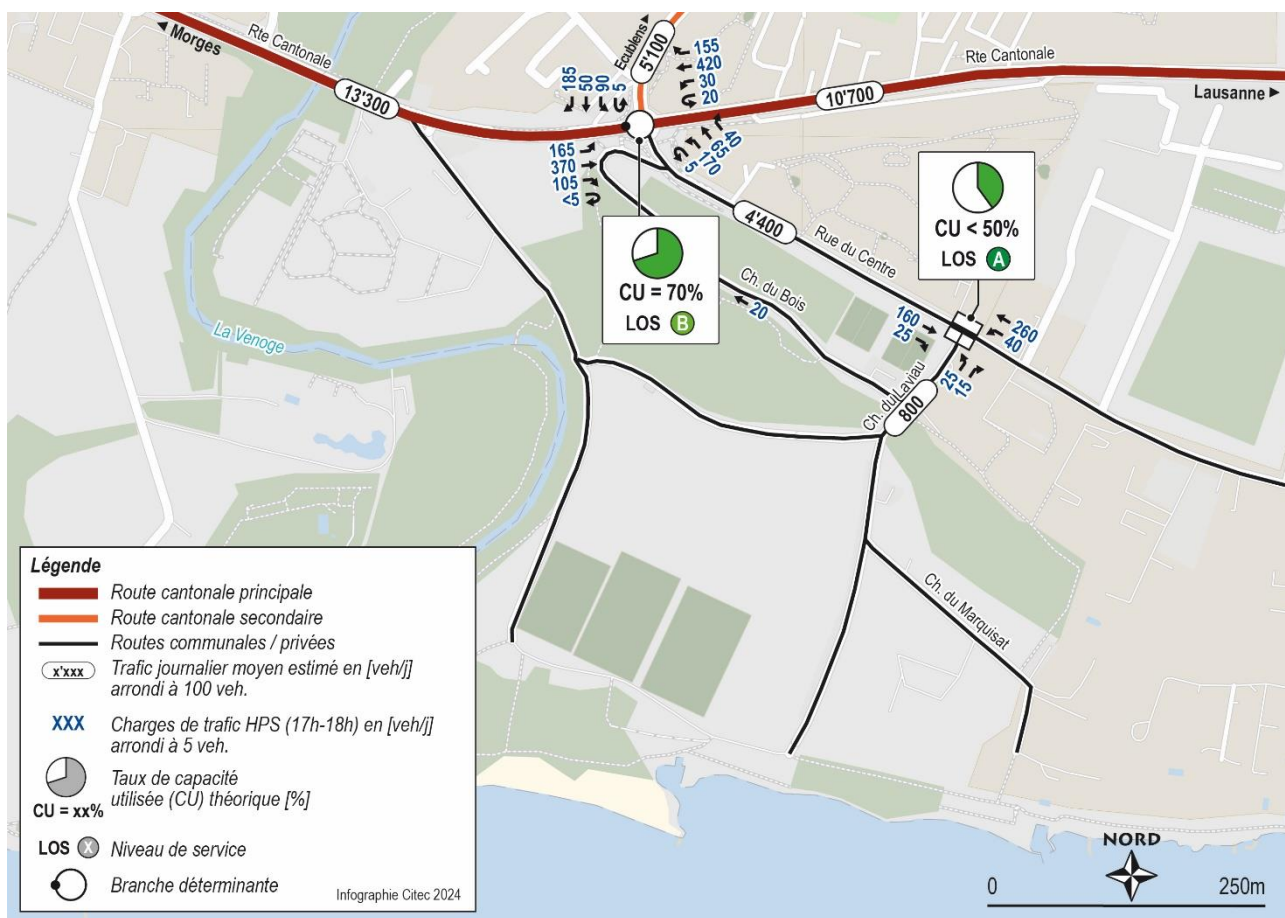 Morges
Rte Cantonale
13'300
Ecublens
5'100
185
50
90
5
155
420
30
20
Rte Cantonale
10'700
Lausanne
165
370
105
<5
40
65
170
5
CU = 70%
LOS B
CU < 50%
LOS A
4'400
Rue du Centre
Ch. du Bois
20
160
25
260
40
25
15
Ch. du Laviau
800
La Venoge
Ch. du Marquisat
Légende
Route cantonale principale
Route cantonale secondaire
Routes communales / privées
x'xxx
Trafic journalier moyen estimé en [veh/j]
arrondi à 100 veh.
XXX
Charges de trafic HPS (17h-18h) en [veh/j]
arrondi à 5 veh.
Taux de capacité
utilisée (CU) théorique [%]
CU = xx%
LOS X Niveau de service
Branche déterminante
Infographie Citec 2024
NORD
0 250m